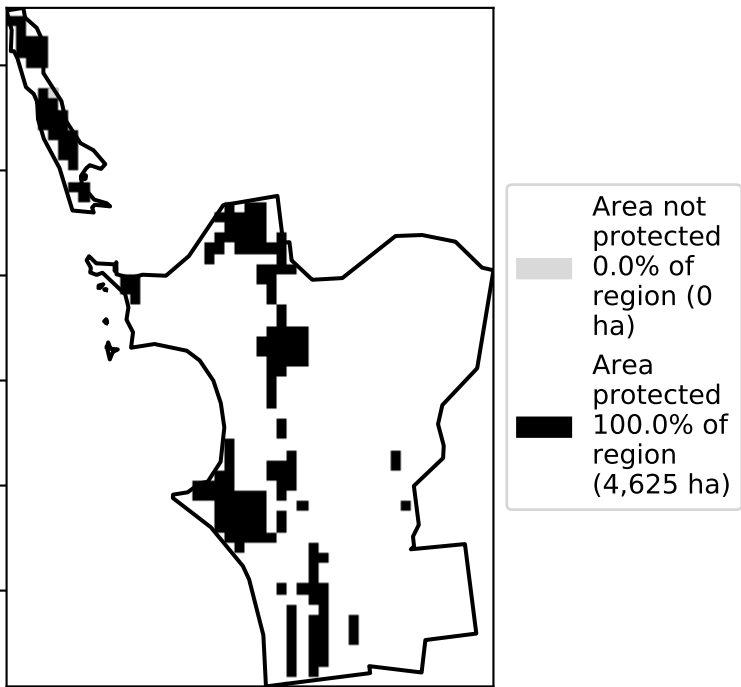 Area not
protected
0.0% of
region (0
ha)
Area
protected
100.0% of
region
(4,625 ha)